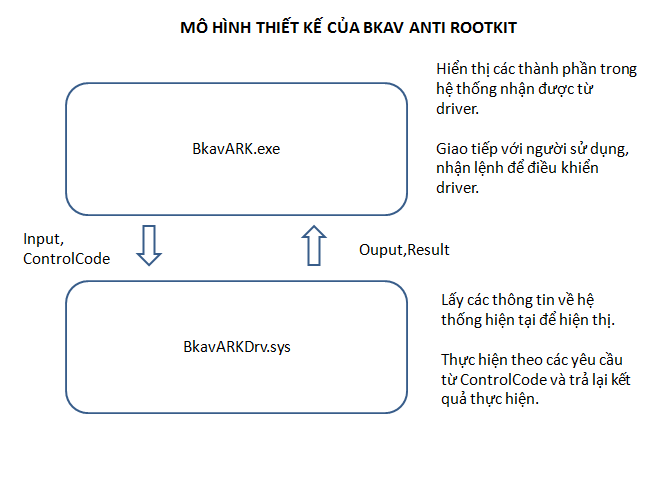 MÔ HÌNH THIẾT KẾ CỦA BKAV ANTI ROOTKIT
Hiển thị các thành phần trong
hệ thống nhận được từ
driver.
BkavARK.exe
Giao tiếp với người sử dụng,
nhận lệnh để điều khiển
driver.
Input,
ControlCode
Ouput,Result
Lấy các thông tin về hệ
thống hiện tại để hiện thị.
BkavARKDrv.sys
Thực hiện theo các yêu cầu
từ ControlCode và trả lại kết
quả thực hiện.